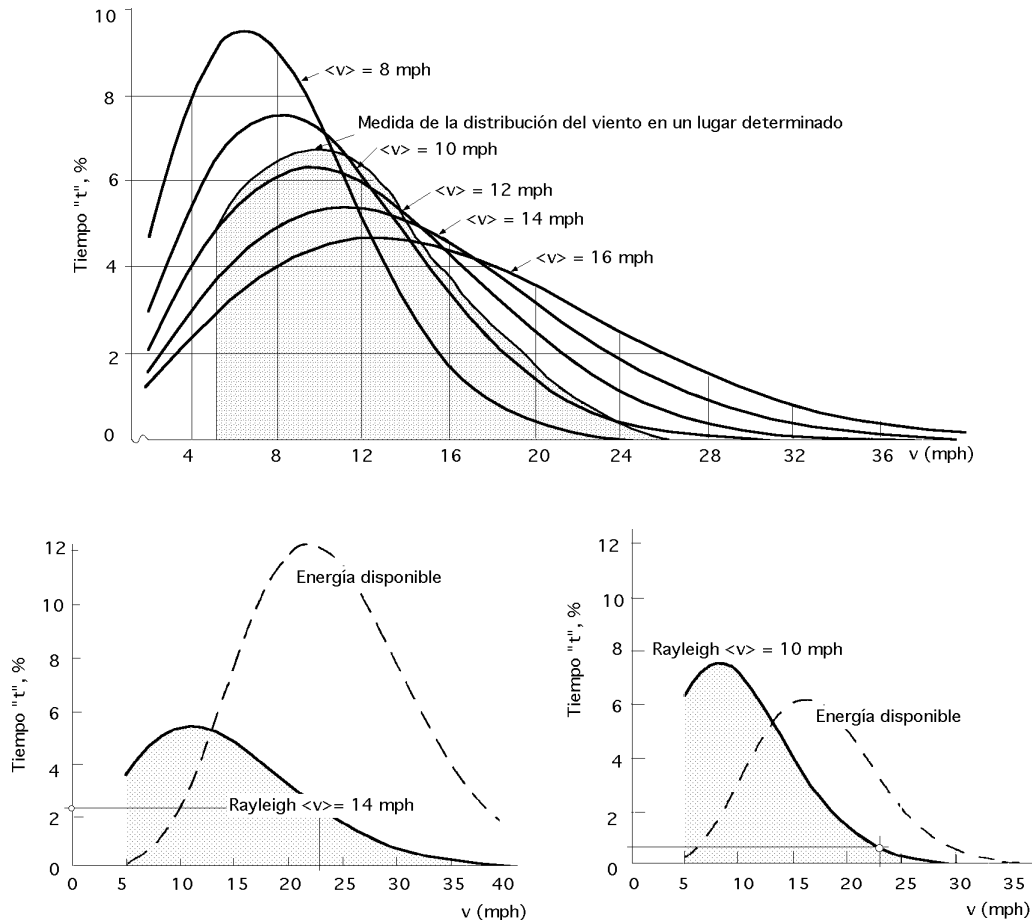 10
<v> = 8 mph
8
Medida de la distribución del viento en un lugar determinado
<v> = 10 mph
6
<v> = 12 mph
<v> = 14 mph
<v> = 16 mph
4
2
0
Tiempo "t", %
4 8 12 16 20 24 28 32 36 v (mph)
12
Energía disponible
10
8
6
4
Rayleigh <v>= 14 mph
2
0
Tiempo "t", %
0 5 10 15 20 25 30 35 40
v (mph)
12
10
8
Rayleigh <v> = 10 mph
6
Energía disponible
4
2
0
Tiempo "t", %
0 5 10 15 20 25 30 35
v (mph)